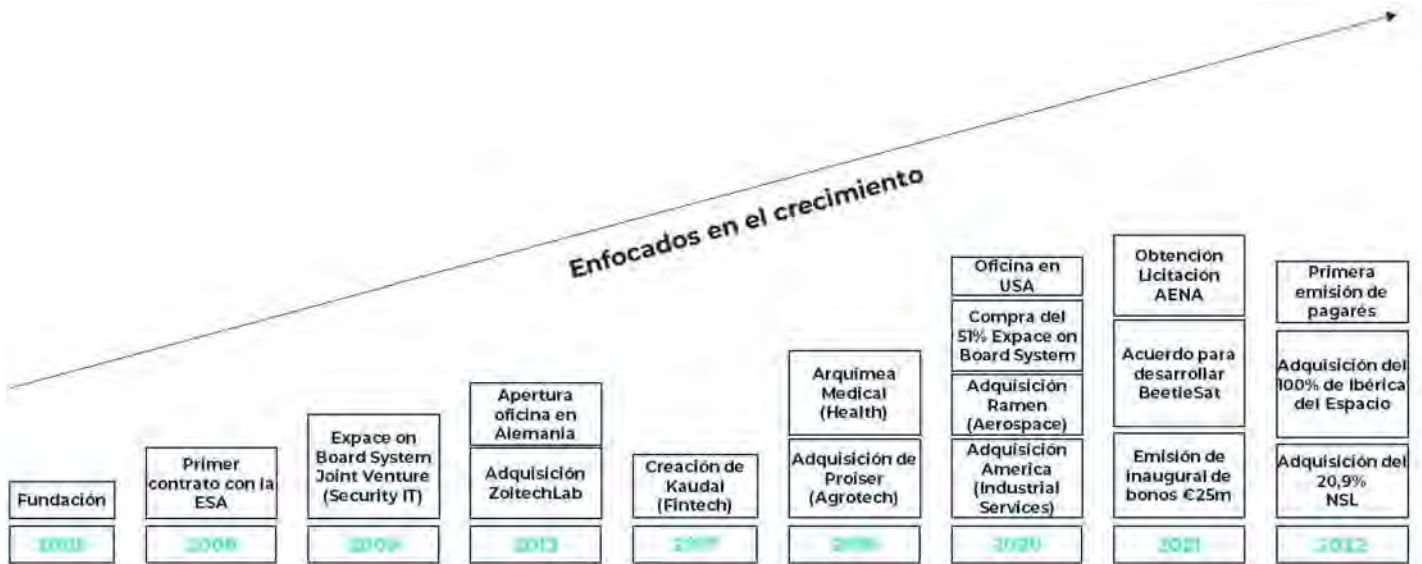 Enfocados en el crecimiento
Fundación
Primer
contrato con la
ESA
Expace on
Board System
Joint Venture
(Security IT)
Apertura
oficina en
Alemania
Adquisición
ZoitechLab
Creación de
Kaudal
(Fintech)
Arquimea
Medical
(Health)
Adquisición de
Proiser
(Agrotech)
Oficina en
USA
Compra del
51% Expace on
Board System
Adquisición
Ramen
(Aerospace)
Adquisición
America
(Industrial
Services)
Obtención
Licitación
AENA
Acuerdo para
desarrollar
BeetleSat
Emisión de
inaugural de
bonos €25m
Primera
emisión de
pagarés
Adquisición del
100% de Ibérica
del Espacio
Adquisición del
20,9%
NSL
2020
2021
2022